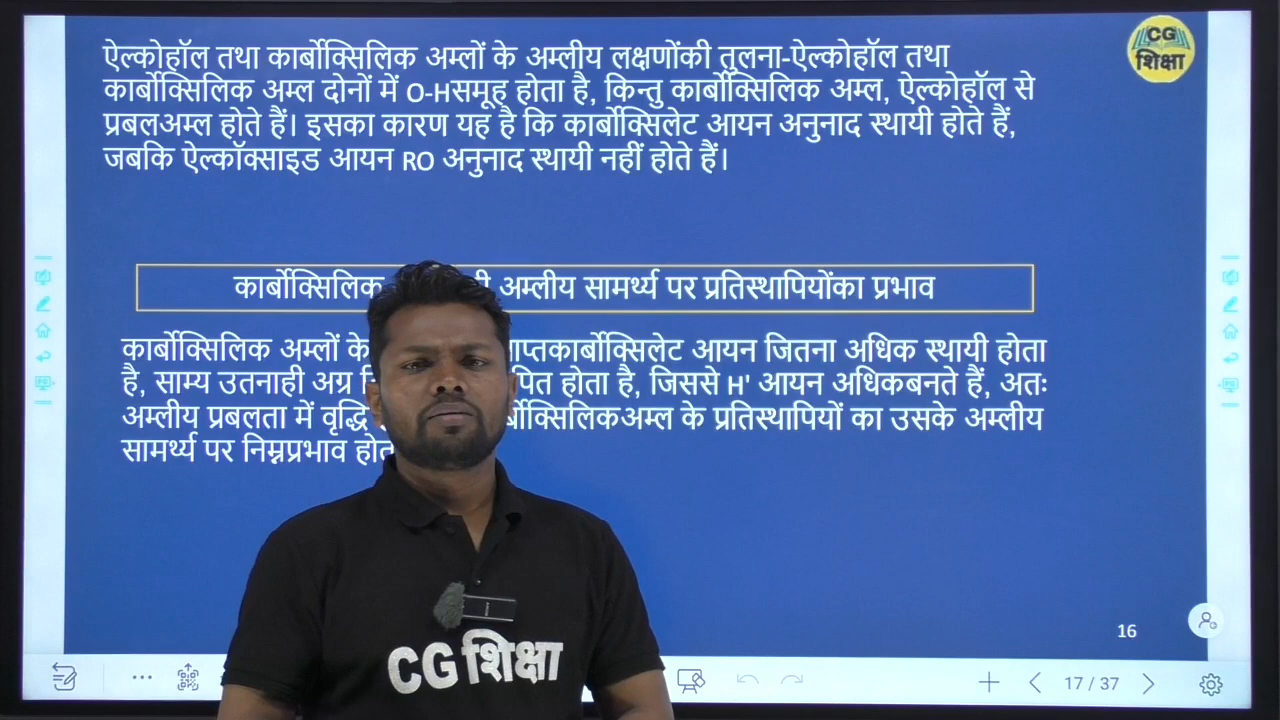 ऐल्कोहॉल तथा कार्बोक्सिलिक अम्लों के अम्लीय लक्षणोंकी तुलना-ऐल्कोहॉल तथा
कार्बोक्सिलिक अम्ल दोनों में O-Hसमूह होता है, किन्तु कार्बोक्सिलिक अम्ल, ऐल्कोहॉल से
प्रबलअम्ल होते हैं। इसका कारण यह है कि कार्बोक्सिलेट आयन अनुनाद स्थायी होते हैं,
जबकि ऐल्कॉक्साइड आयन RO अनुनाद स्थायी नहीं होते हैं।
CG
शिक्षा
कार्बोक्सिलिक अम्लीय सामर्थ्य पर प्रतिस्थापियोंका प्रभाव
कार्बोक्सिलिक अम्लों के कार्बोक्सिलेट आयन जितना अधिक स्थायी होता
है, साम्य उतनाही अग्र होता है, जिससे H' आयन अधिकबनते हैं, अतः
अम्लीय प्रबलता में वृद्धि के प्रतिस्थापियों का उसके अम्लीय
सामर्थ्य पर निम्नप्रभाव
CG शिक्षा
16
17 / 37